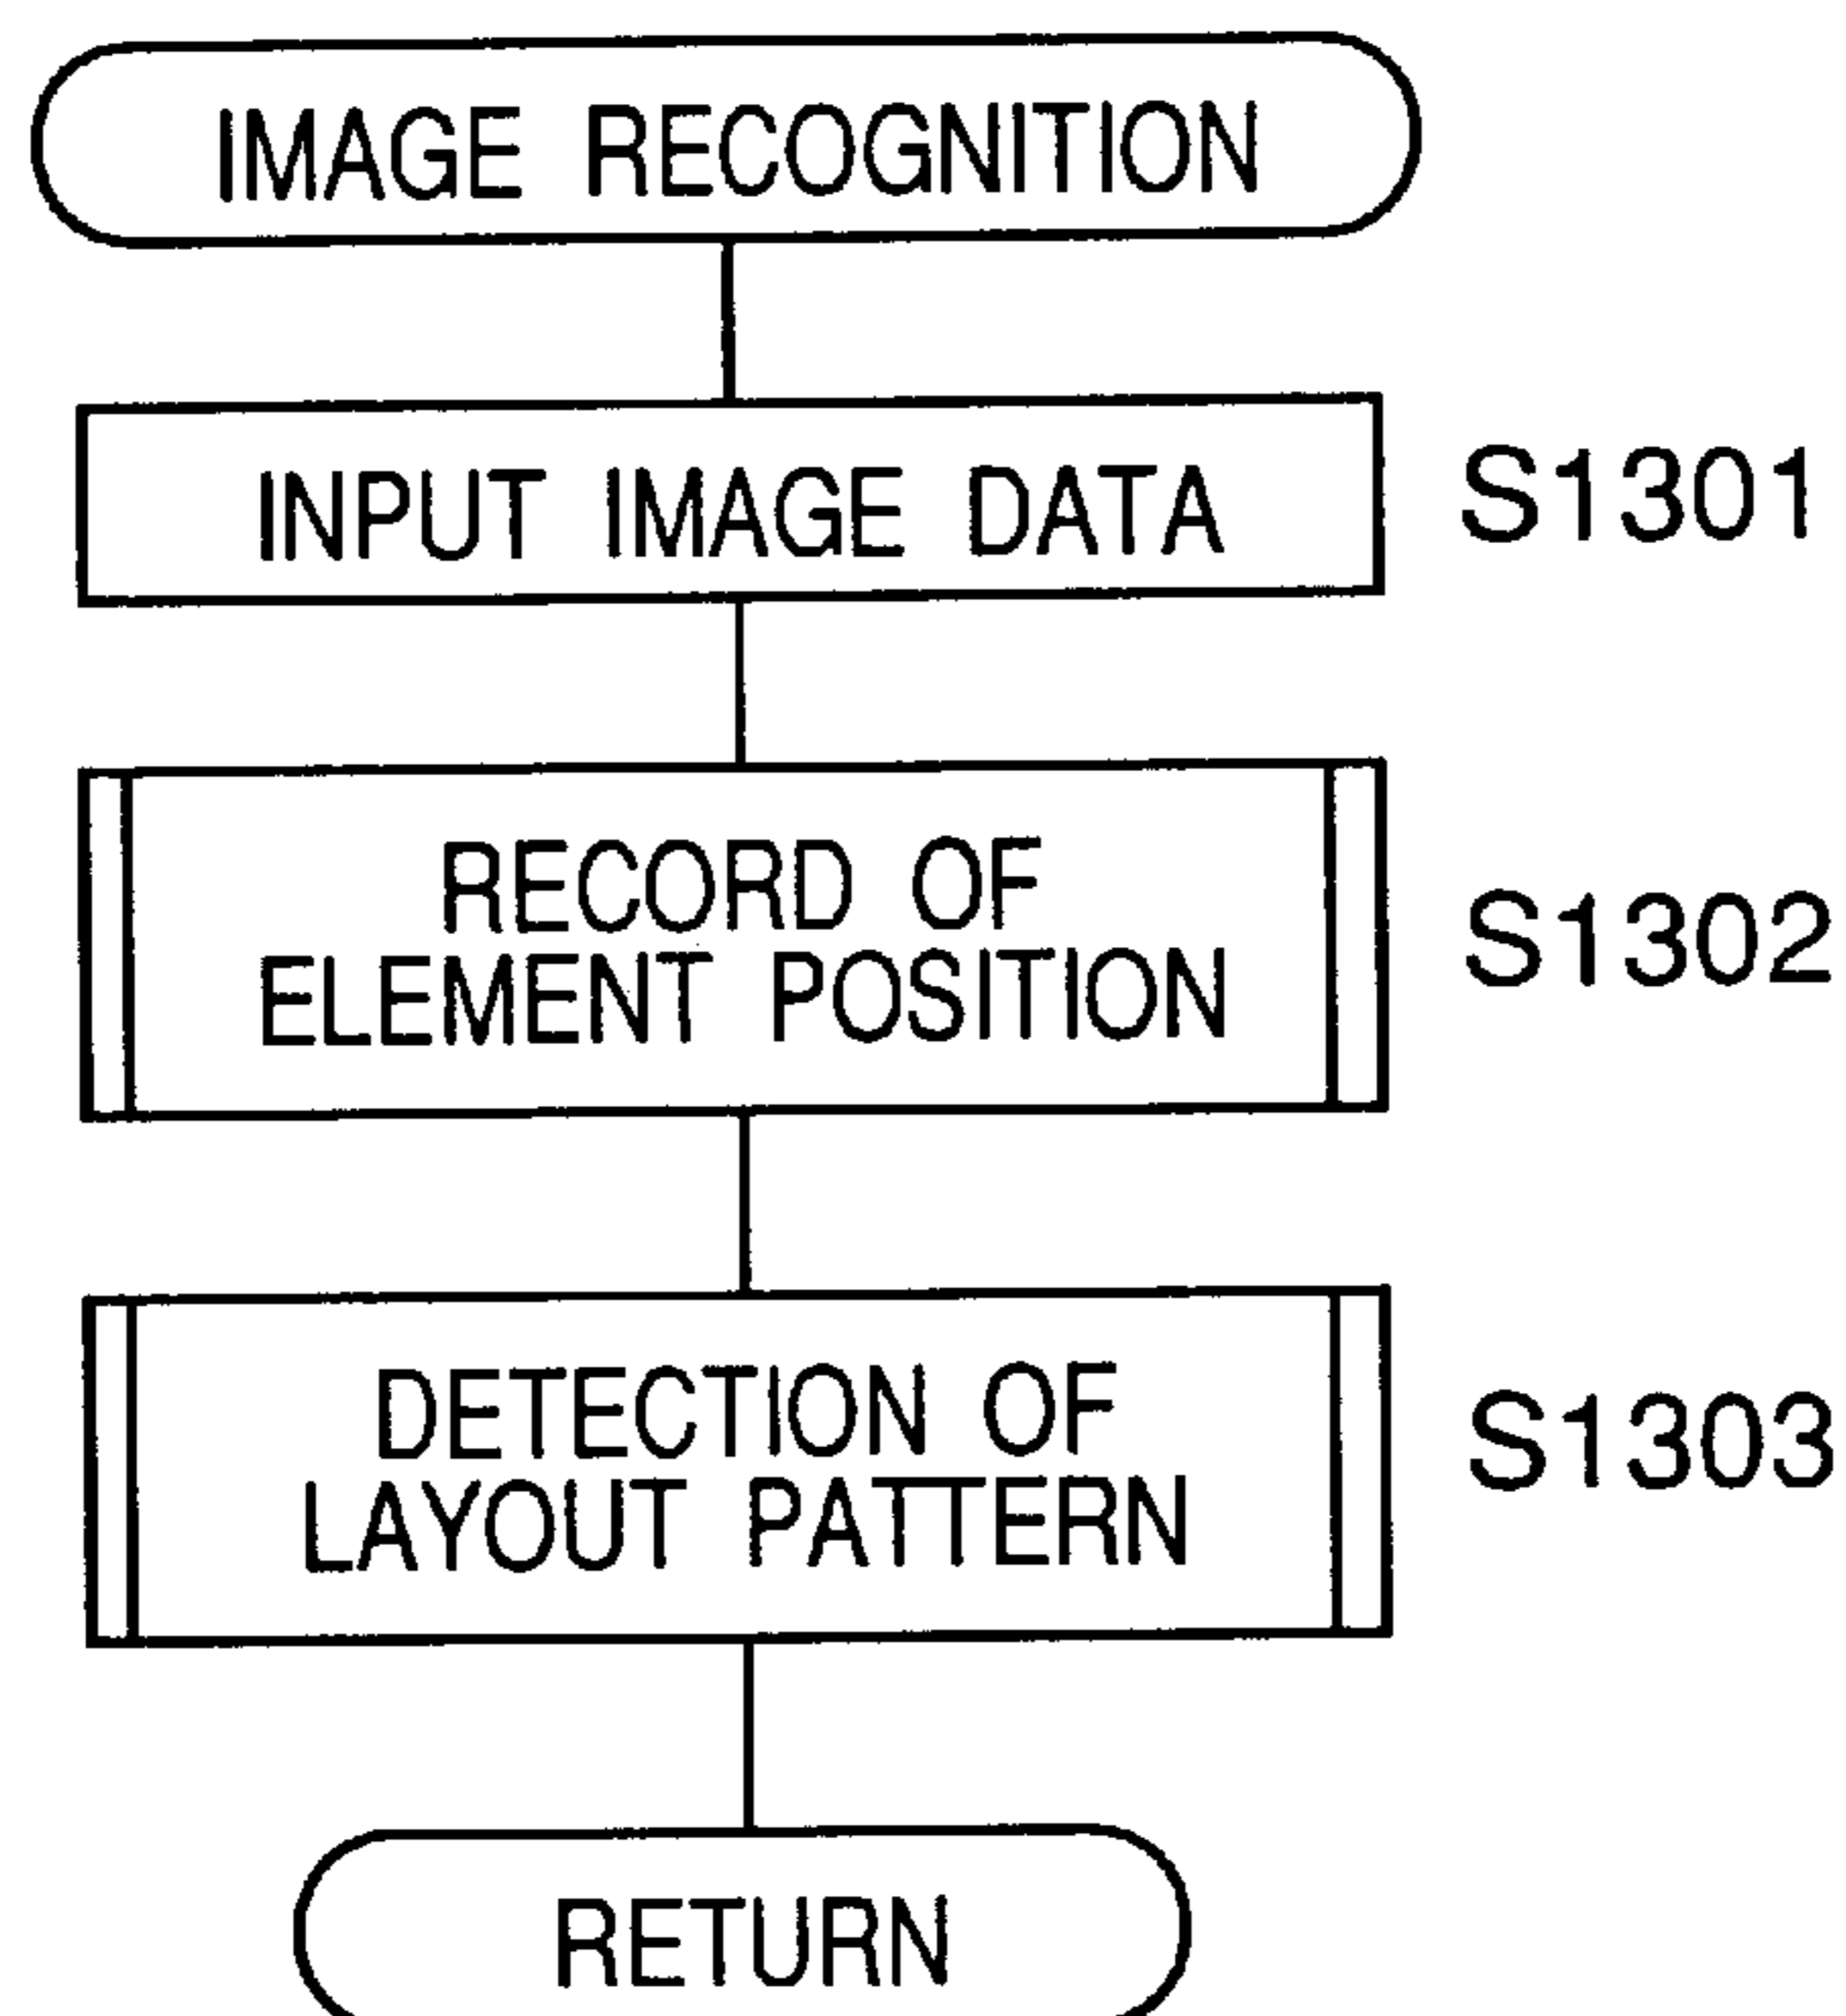 IMAGE RECOGNITION
INPUT IMAGE DATA
S1301
RECORD OF
ELEMENT POSITION
S1302
DETECTION OF
LAYOUT PATTERN
S1303
RETURN